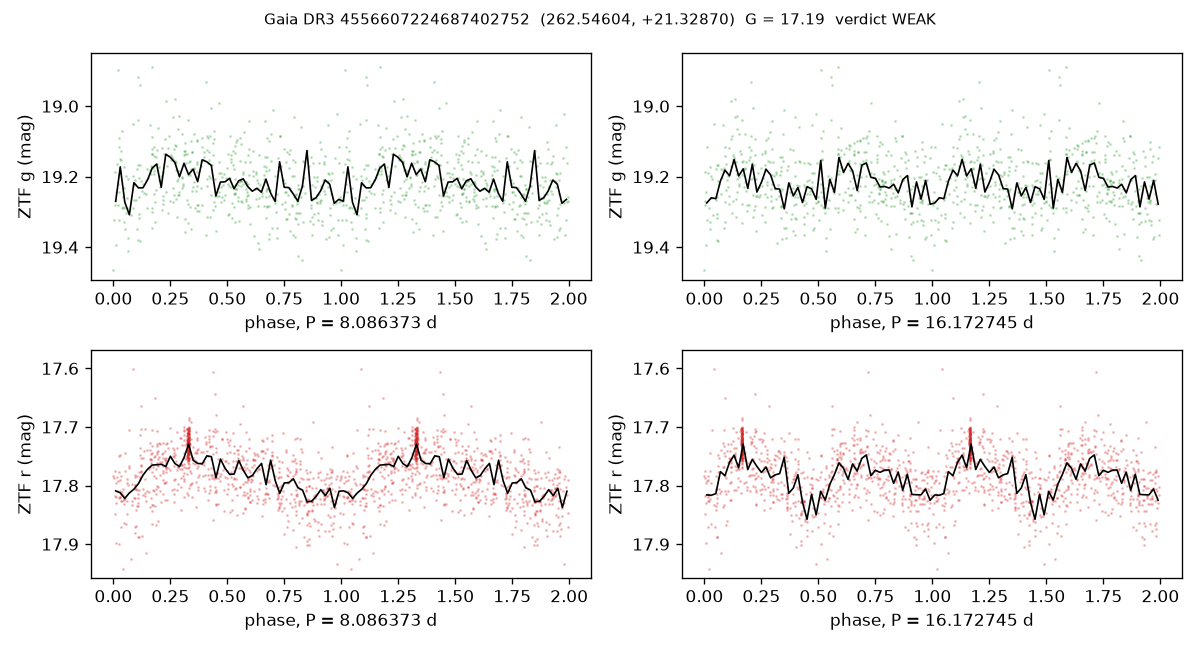 Gaia DR3 4556607224687402752 (262.54604, +21.32870) G = 17.19 verdict WEAK
ZTF g (mag)
19.0
19.2
19.4
0.00 0.25 0.50 0.75 1.00 1.25 1.50 1.75 2.00
phase, P = 8.086373 d
ZTF g (mag)
19.0
19.2
19.4
0.00 0.25 0.50 0.75 1.00 1.25 1.50 1.75 2.00
phase, P = 16.172745 d
ZTF r (mag)
17.6
17.7
17.8
17.9
0.00 0.25 0.50 0.75 1.00 1.25 1.50 1.75 2.00
phase, P = 8.086373 d
ZTF r (mag)
17.6
17.7
17.8
17.9
0.00 0.25 0.50 0.75 1.00 1.25 1.50 1.75 2.00
phase, P = 16.172745 d